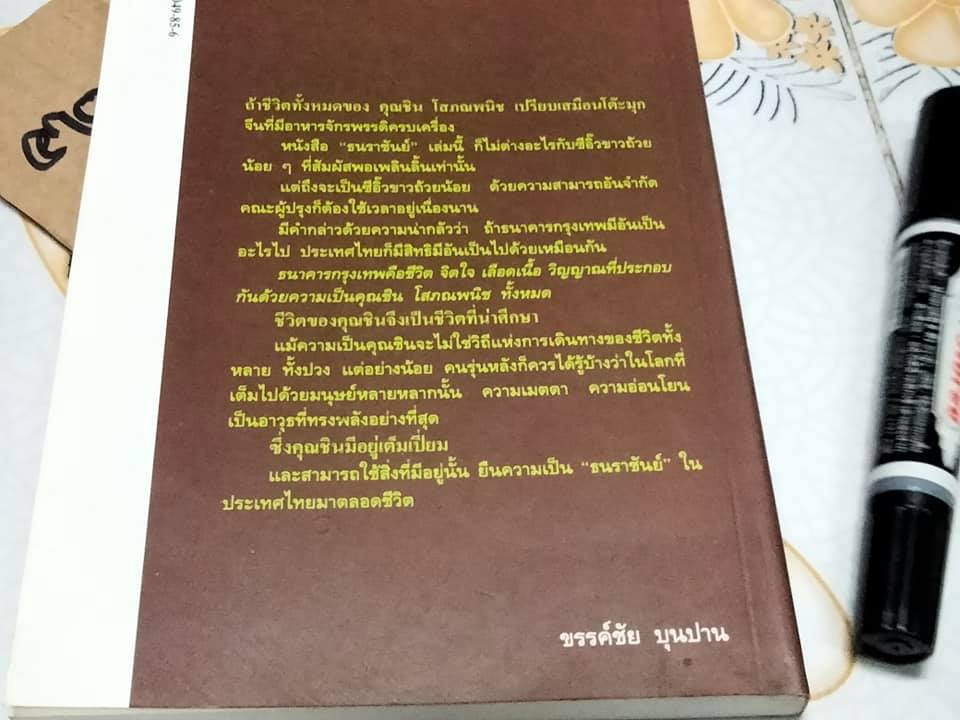 49-85-6
ถ้าชีวิตทั้งหมดของ คุณชิน โสภณพนิช เปรียบเสมือนโต๊ะมุก
จีนที่มีอาหารจักรพรรดิครบเครื่อง
หนังสือ “ธนราชันย์” เล่มนี้ ก็ไม่ต่างอะไรกับซีอิ๊วขาวถ้วย
น้อย ๆ ที่สัมผัสพอเพลินลิ้นเท่านั้น
แต่ถึงจะเป็นซีอิ๊วขาวถ้วยน้อย ด้วยความสามารถอันจำกัด
คณะผู้ปรุงก็ต้องใช้เวลาอยู่เนื่องนาน
มีคำกล่าวด้วยความน่ากลัวว่า ถ้าธนาคารกรุงเทพมีอันเป็น
อะไรไป ประเทศไทยก็มีสิทธิมีอันเป็นไปด้วยเหมือนกัน
ธนาคารกรุงเทพคือชีวิต จิตใจ เลือดเนื้อ วิญญาณที่ประกอบ
กันด้วยความเป็นคุณชิน โสภณพนิช ทั้งหมด
ชีวิตของคุณชินจึงเป็นชีวิตที่น่าศึกษา
แม้ความเป็นคุณชินจะไม่ใช่วิถีแห่งการเดินทางของชีวิตทั้ง
หลาย ทั้งปวง แต่อย่างน้อย คนรุ่นหลังก็ควรได้รู้บ้างว่าในโลกที่
เต็มไปด้วยมนุษย์หลายหลากนั้น ความเมตตา ความอ่อนโยน
เป็นอาวุธที่ทรงพลังอย่างที่สุด
ซึ่งคุณชินมีอยู่เต็มเปี่ยม
และสามารถใช้สิ่งที่มีอยู่นั้น ยืนความเป็น “ธนราชันย์” ใน
ประเทศไทยมาตลอดชีวิต
ขรรค์ชัย บุนปาน